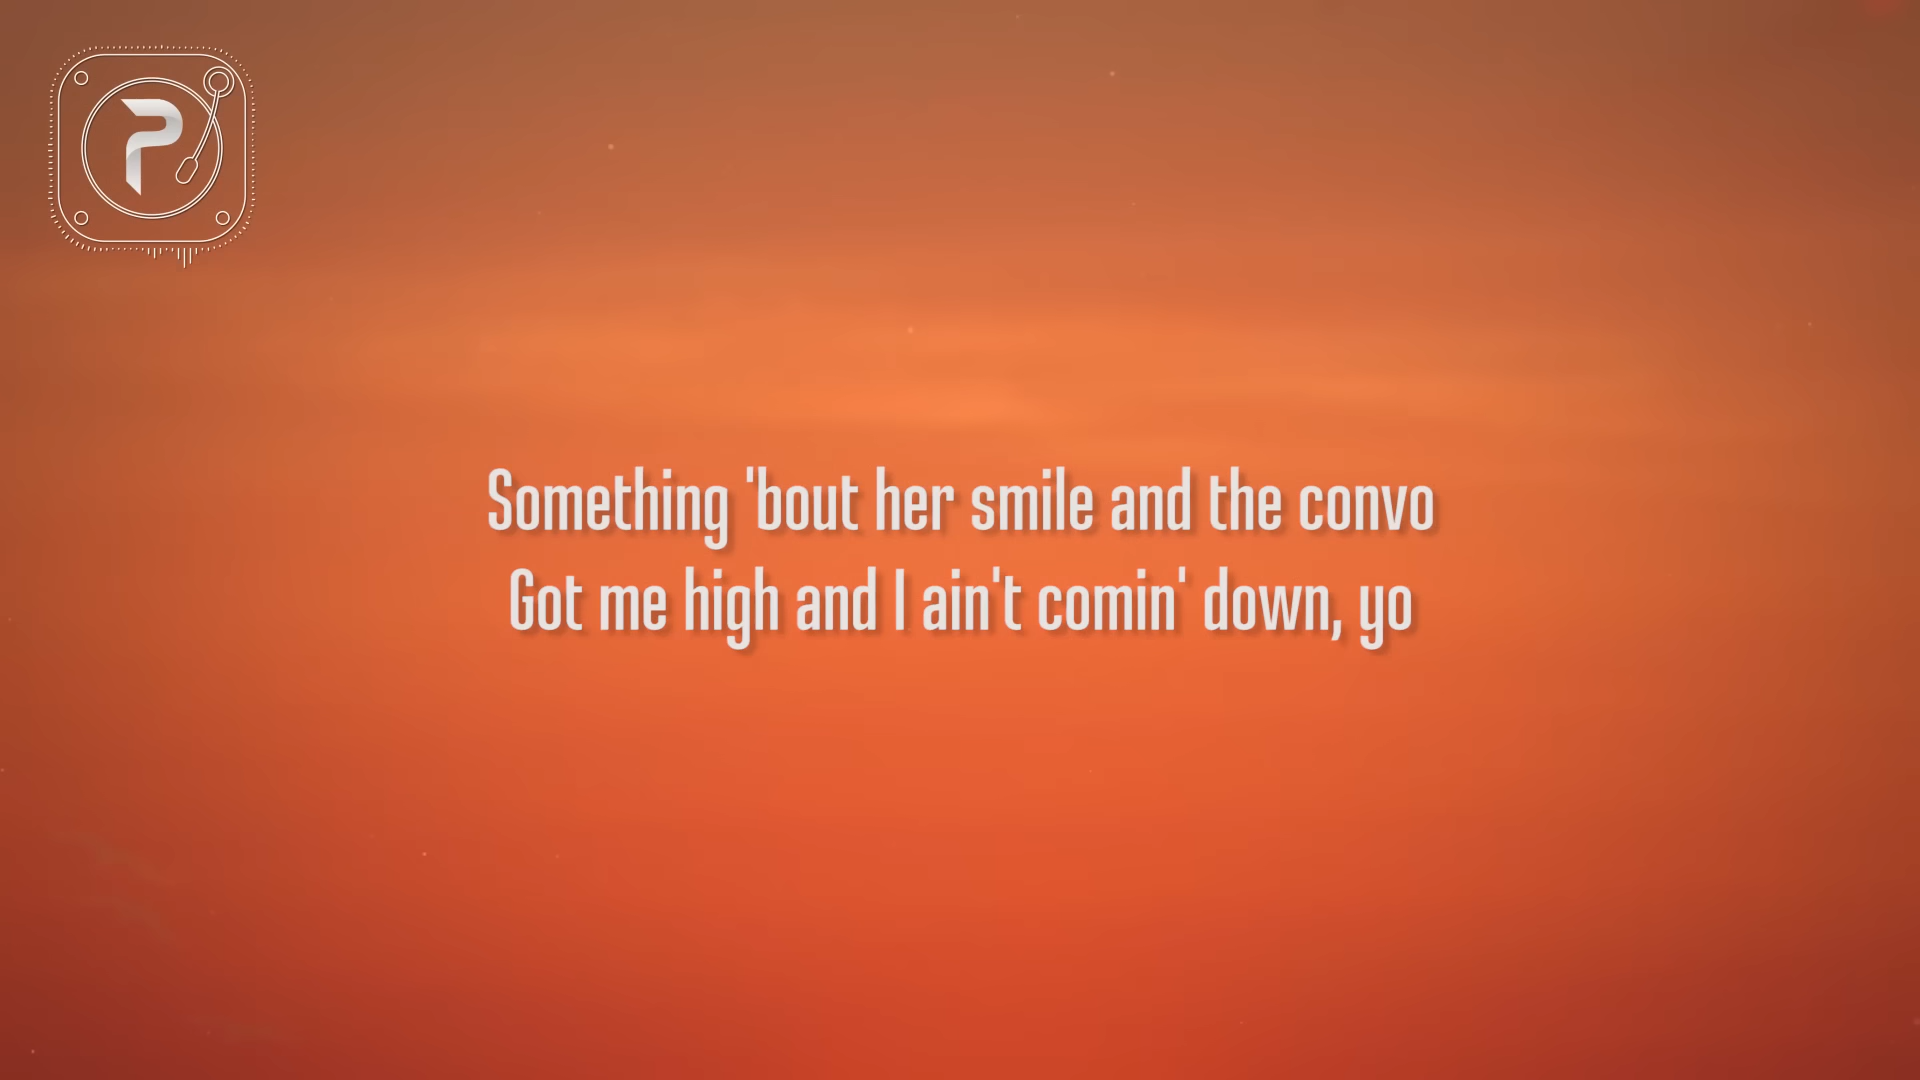 P
Something 'bout her smile and the convo
Got me high and I ain't comin' down, yo